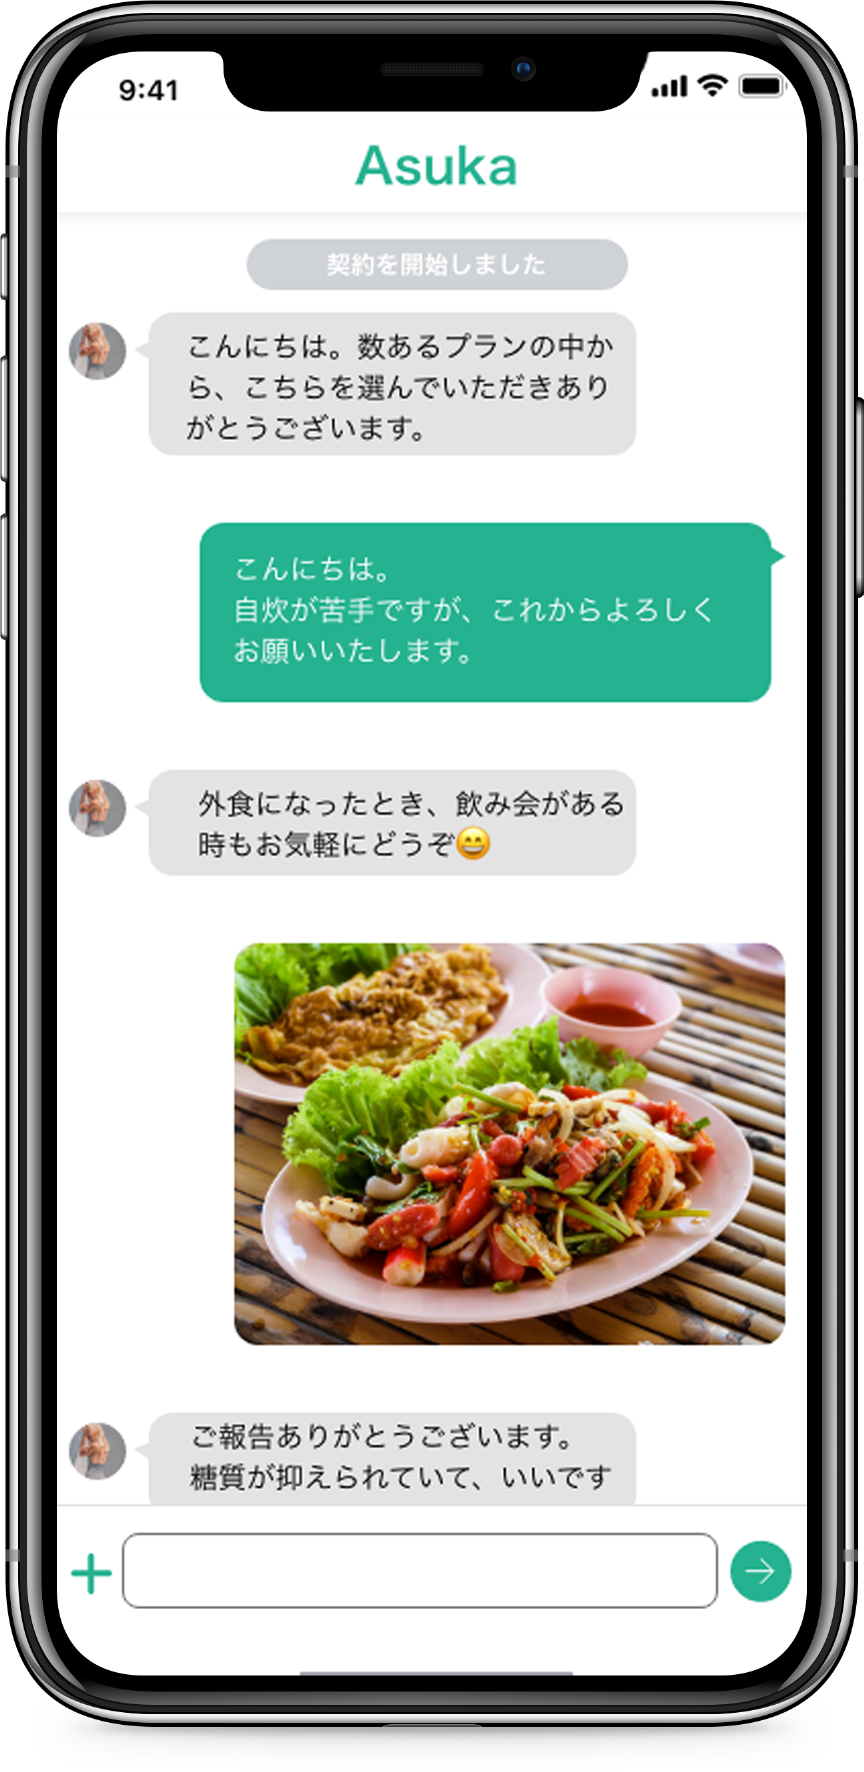 9:41
Asuka
契約を開始しました
こんにちは。数あるプランの中か
ら、こちらを選んでいただきあり
がとうございます。
こんにちは。
自炊が苦手ですが、これからよろしく
お願いいたします。
外食になったとき、飲み会がある
時もお気軽にどうぞ😄
ご報告ありがとうございます。
糖質が抑えられていて、いいです